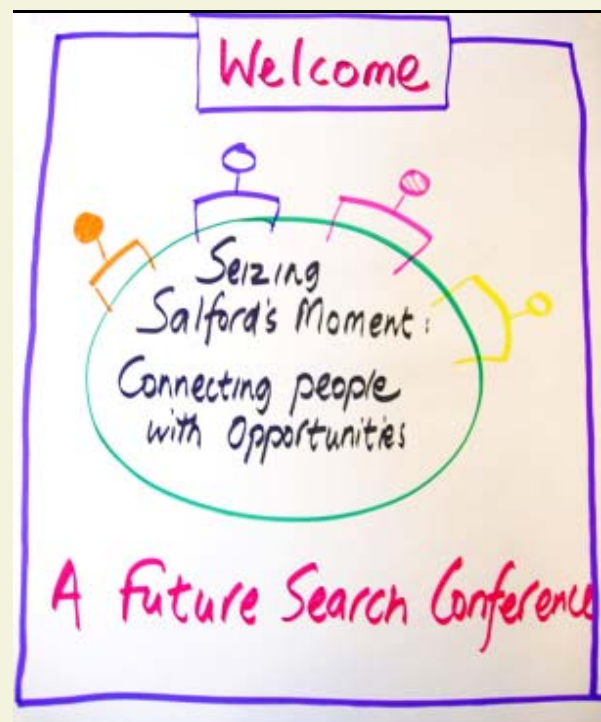 Welcome
Seizing
Salford's Moment:
Connecting people
with Opportunities
A Future Search Conference